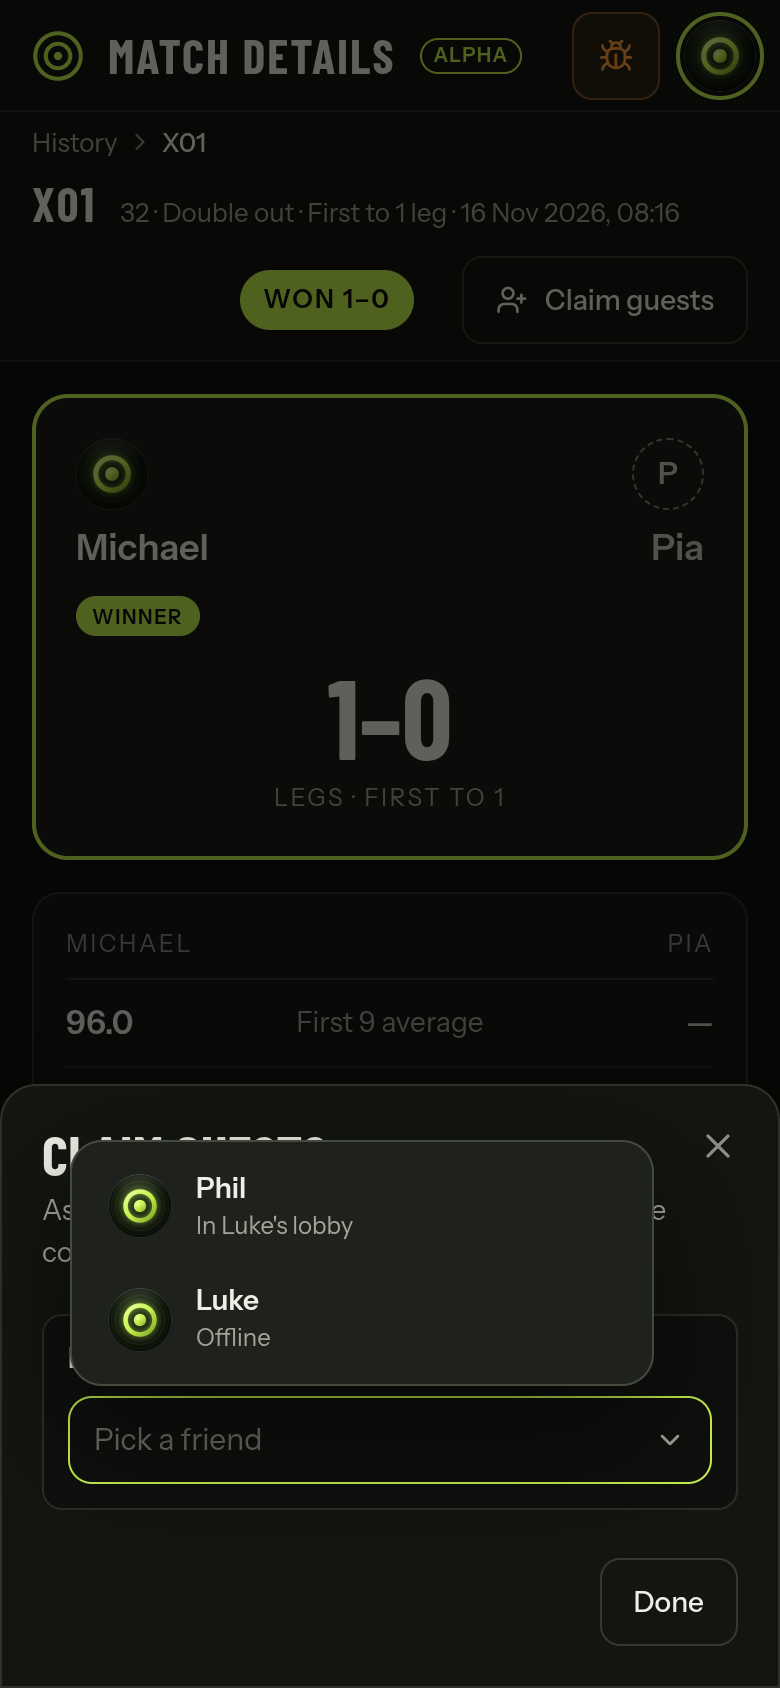 MATCH DETAILS ALPHA
History > X01
X01 32 · Double out · First to 1 leg · 16 Nov 2026, 08:16
WON 1–0 Claim guests
P
Michael Pia
WINNER
1–0
LEGS · FIRST TO 1
MICHAEL PIA
96.0 First 9 average —
Phil
In Luke's lobby
Luke
Offline
Pick a friend
Done